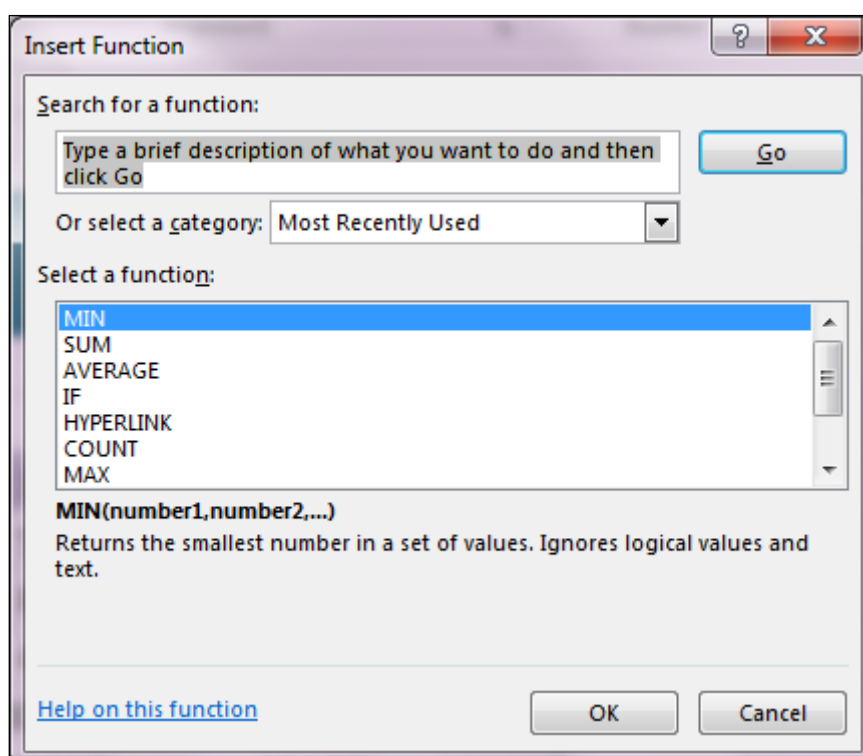 Insert Function
?
Search for a function:
Type a brief description of what you want to do and then
click Go
Go
Or select a category: Most Recently Used
Select a function:
MIN
SUM
AVERAGE
IF
HYPERLINK
COUNT
MAX
MIN(number1,number2,...)
Returns the smallest number in a set of values. Ignores logical values and
text.
Help on this function
OK
Cancel